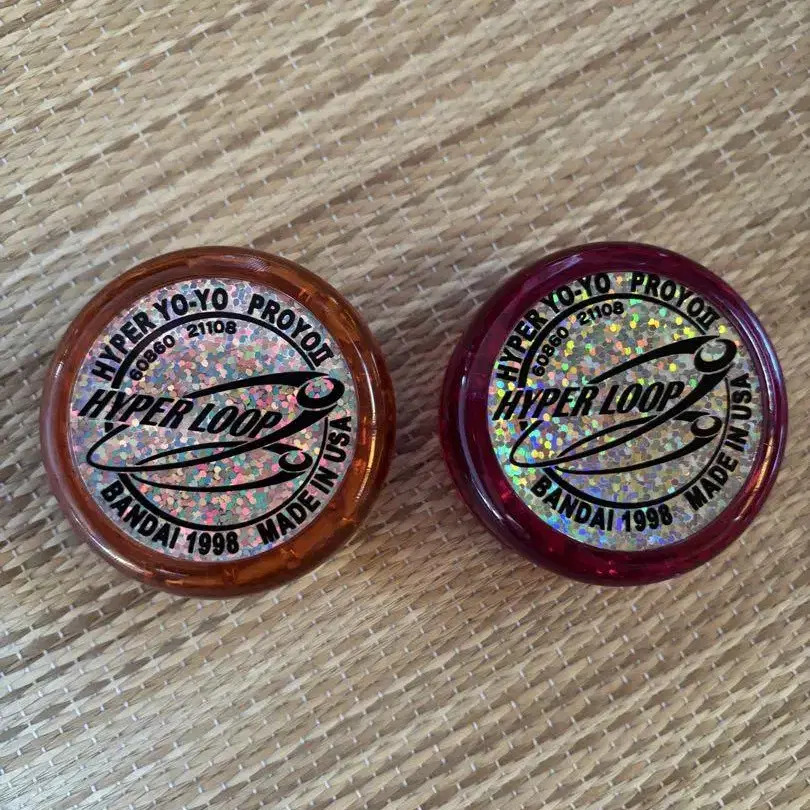 HYPER YO-YO PROYOII
60860 21108
HYPER LOOP
BANDAI 1998 MADE IN USA
HYPER YO-YO PROYOII
60860 21108
HYPER LOOP
BANDAI 1998 MADE IN USA